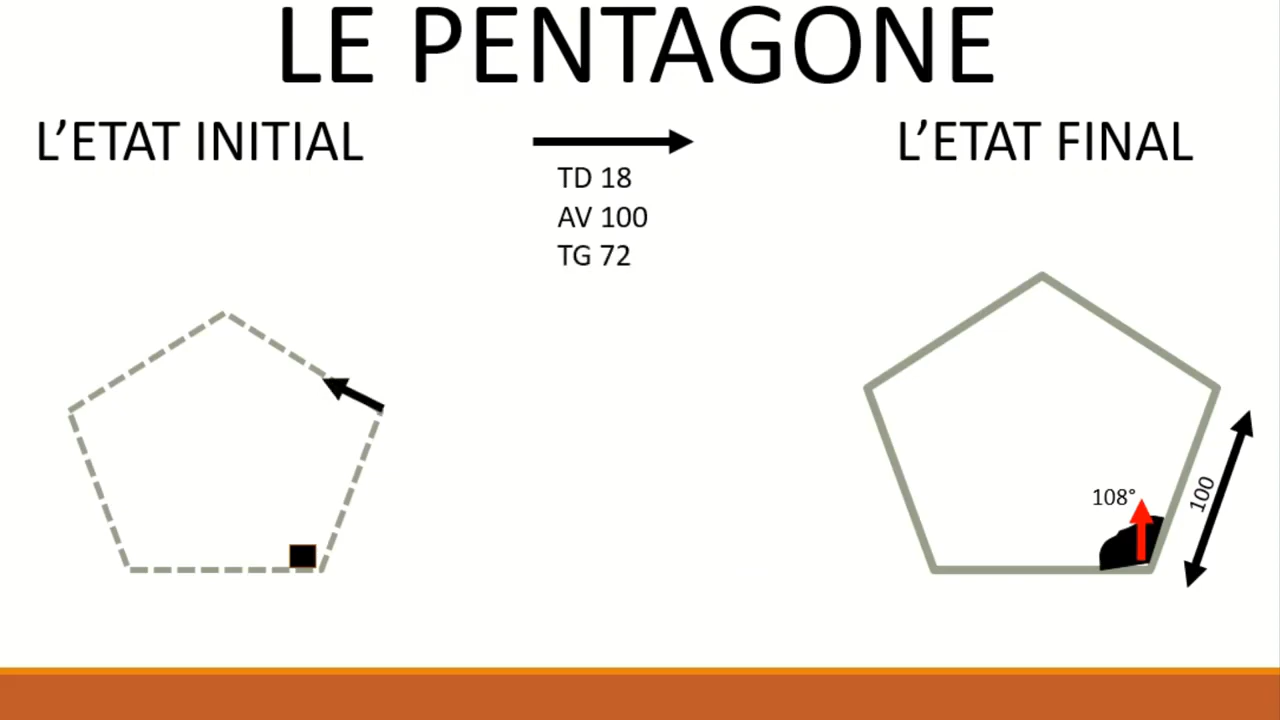 LE PENTAGONE
L’ETAT INITIAL
L’ETAT FINAL
TD 18
AV 100
TG 72
108°
100